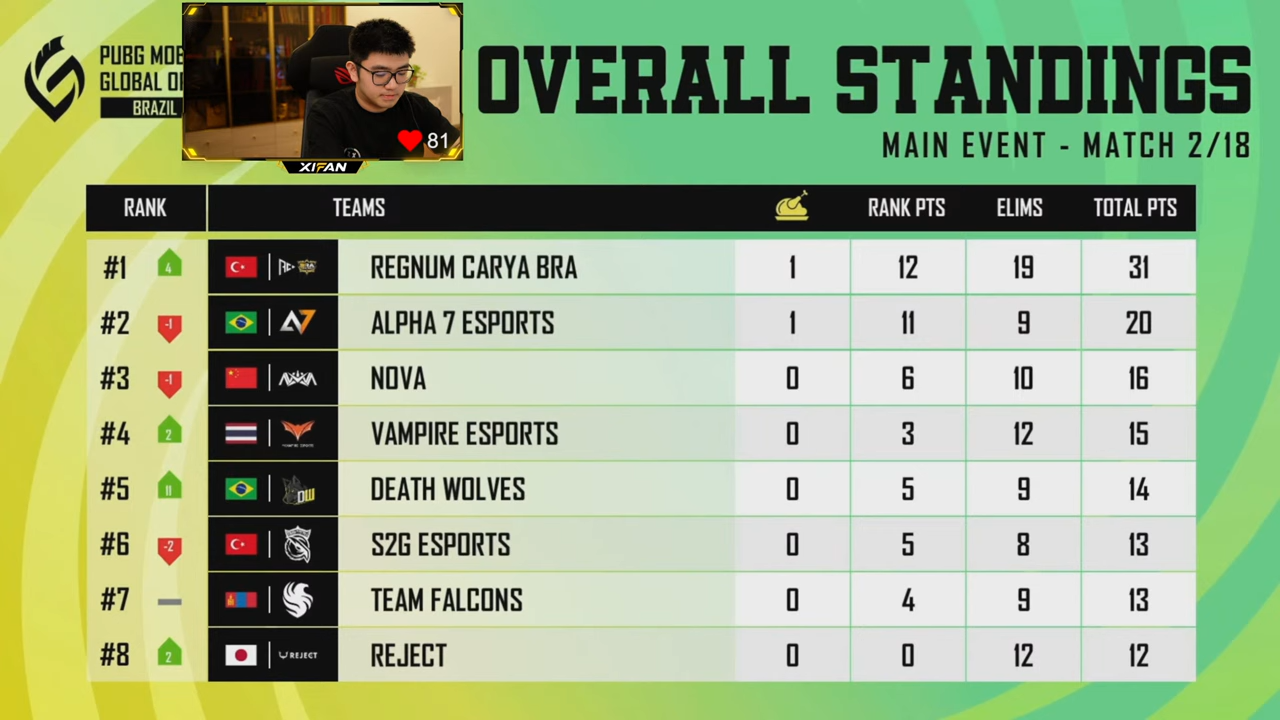 PUBG MOB
GLOBAL O
BRAZIL
81
XIFAN
OVERALL STANDINGS
MAIN EVENT - MATCH 2/18
RANK TEAMS RANK PTS ELIMS TOTAL PTS
#1 4 REGNUM CARYA BRA 1 12 19 31
#2 -1 A7 ALPHA 7 ESPORTS 1 11 9 20
#3 -1 NOVA 0 6 10 16
#4 2 VAMPIRE ESPORTS 0 3 12 15
#5 11 DW DEATH WOLVES 0 5 9 14
#6 -2 S2G ESPORTS 0 5 8 13
#7 TEAM FALCONS 0 4 9 13
#8 2 REJECT REJECT 0 0 12 12